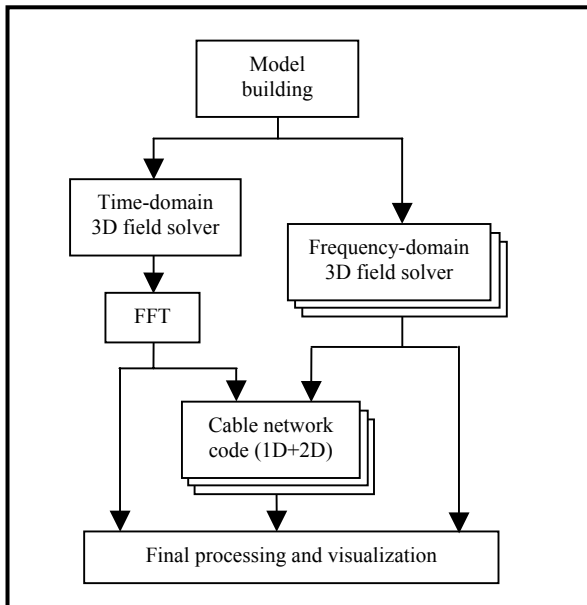 Model
building
Time-domain
3D field solver
Frequency-domain
3D field solver
FFT
Cable network
code (1D+2D)
Final processing and visualization